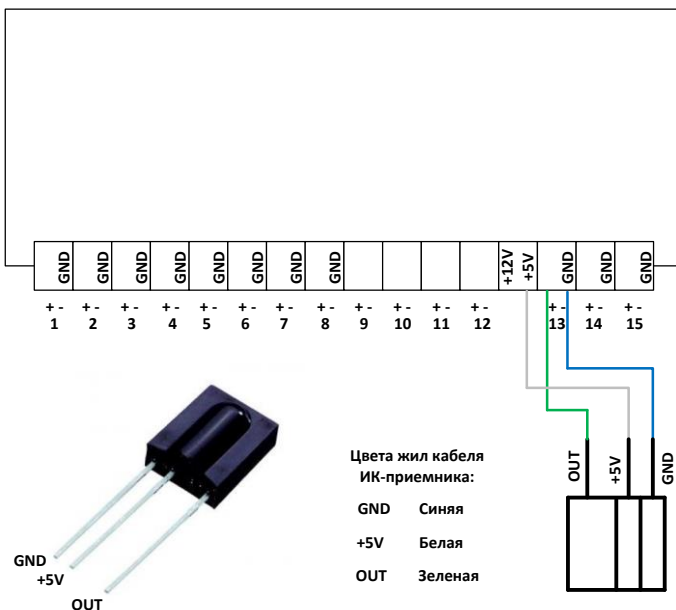 GND GND GND GND GND GND GND GND +12V +5V GND GND GND
+ - + - + - + - + - + - + - + - + - + - + - + - + - + - + -
1 2 3 4 5 6 7 8 9 10 11 12 13 14 15
Цвета жил кабеля
ИК-приемника:
GND Синяя
+5V Белая
OUT Зеленая
OUT +5V GND
GND
+5V
OUT